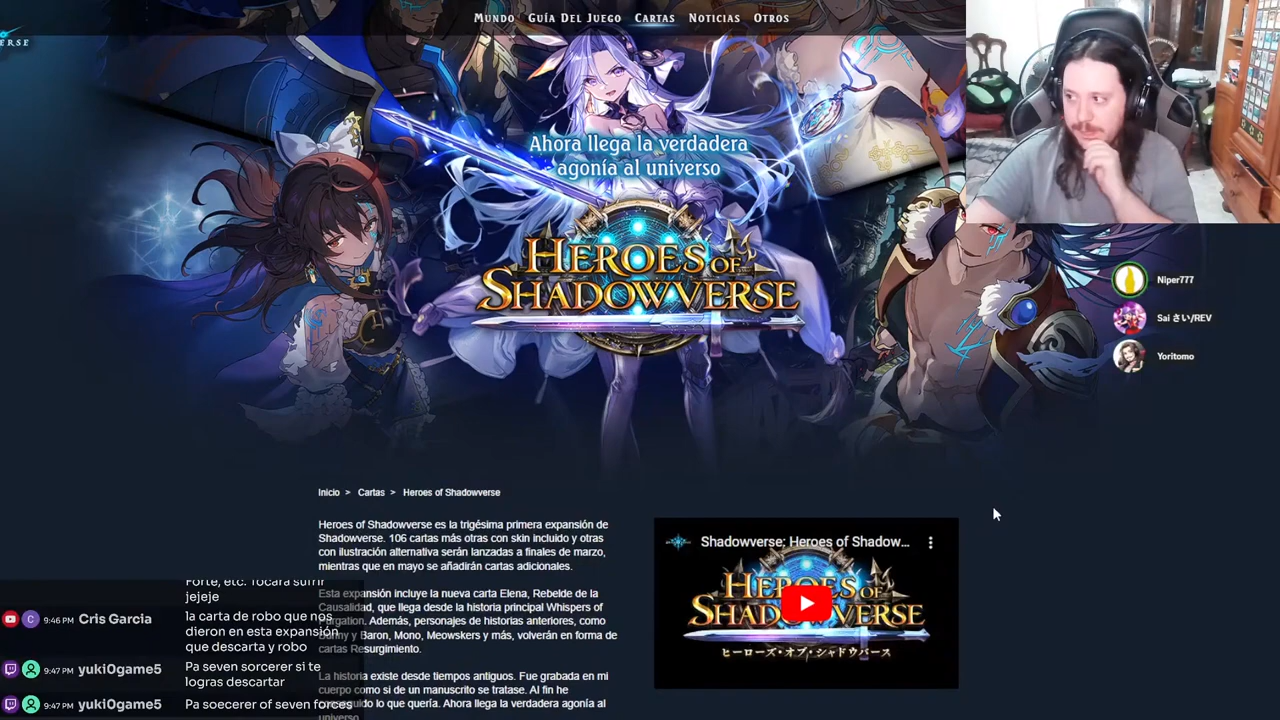 MUNDO GUÍA DEL JUEGO CARTAS NOTICIAS OTROS
ERSE
Ahora llega la verdadera
agonía al universo
HEROES OF
SHADOWVERSE
Niper777
Sai さい/REV
Yoritomo
Inicio > Cartas > Heroes of Shadowverse
Heroes of Shadowverse es la trigésima primera expansión de
Shadowverse. 106 cartas más otras con skin incluido y otras
con ilustración alternativa serán lanzadas a finales de marzo,
mientras que en mayo se añadirán cartas adicionales.
Esta expansión incluye la nueva carta Elena, Rebelde de la
Causalidad, que llega desde la historia principal Whispers of
Purgation. Además, personajes de historias anteriores, como
y Baron, Mono, Meowskers y más, volverán en forma de
cartas Resurgimiento.
La historia existe desde tiempos antiguos. Fue grabada en mi
cuerpo como si de un manuscrito se tratase. Al fin he
conseguido lo que quería. Ahora llega la verdadera agonía al
universo
Shadowverse: Heroes of Shadow...
HEROES OF
SHADOWVERSE
ヒーローズ・オブ・シャドウバース
Forte, etc. Tocara sufrir
jejeje
9:46 PM Cris Garcia
la carta de robo que nos
dieron en esta expansión
que descarta y robo
9:47 PM yuki0game5
Pa seven sorcerer si te
logras descartar
9:47 PM yuki0game5
Pa soecerer of seven forces